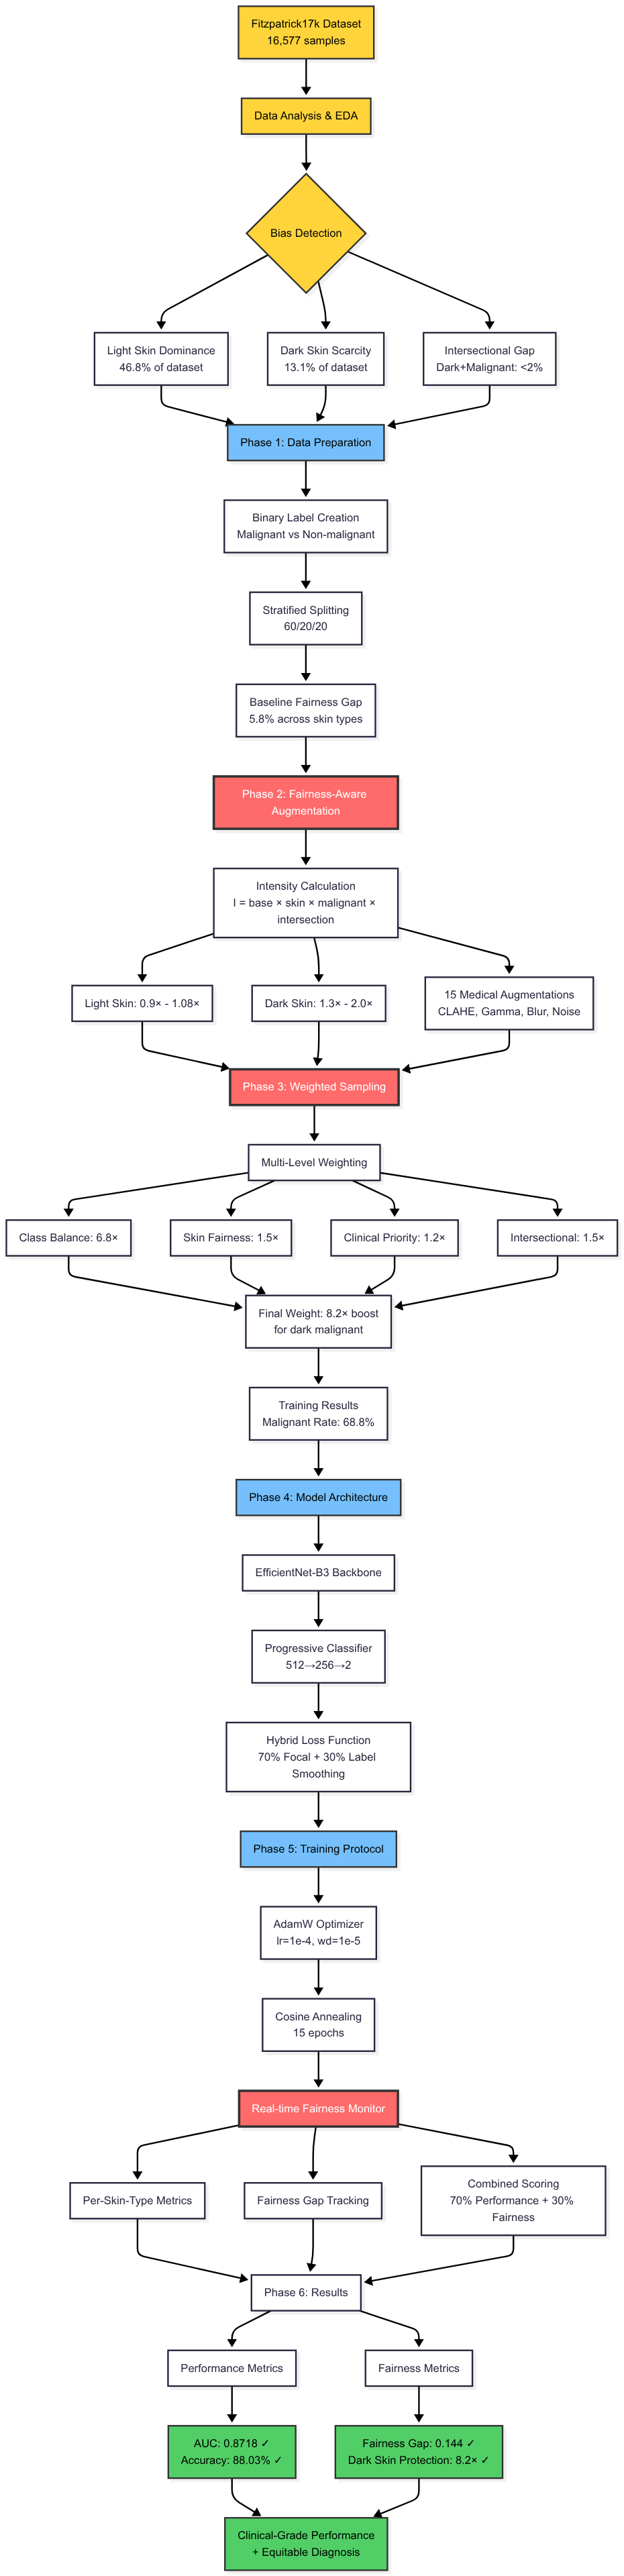 Fitzpatrick17k Dataset
16,577 samples
Data Analysis & EDA
Bias Detection
Light Skin Dominance
46.8% of dataset
Dark Skin Scarcity
13.1% of dataset
Intersectional Gap
Dark+Malignant: <2%
Phase 1: Data Preparation
Binary Label Creation
Malignant vs Non-malignant
Stratified Splitting
60/20/20
Baseline Fairness Gap
5.8% across skin types
Phase 2: Fairness-Aware
Augmentation
Intensity Calculation
I = base × skin × malignant ×
intersection
Light Skin: 0.9× - 1.08×
Dark Skin: 1.3× - 2.0×
15 Medical Augmentations
CLAHE, Gamma, Blur, Noise
Phase 3: Weighted Sampling
Multi-Level Weighting
Class Balance: 6.8×
Skin Fairness: 1.5×
Clinical Priority: 1.2×
Intersectional: 1.5×
Final Weight: 8.2× boost
for dark malignant
Training Results
Malignant Rate: 68.8%
Phase 4: Model Architecture
EfficientNet-B3 Backbone
Progressive Classifier
512→256→2
Hybrid Loss Function
70% Focal + 30% Label
Smoothing
Phase 5: Training Protocol
AdamW Optimizer
lr=1e-4, wd=1e-5
Cosine Annealing
15 epochs
Real-time Fairness Monitor
Per-Skin-Type Metrics
Fairness Gap Tracking
Combined Scoring
70% Performance + 30%
Fairness
Phase 6: Results
Performance Metrics
Fairness Metrics
AUC: 0.8718 ✓
Accuracy: 88.03% ✓
Fairness Gap: 0.144 ✓
Dark Skin Protection: 8.2× ✓
Clinical-Grade Performance
+ Equitable Diagnosis